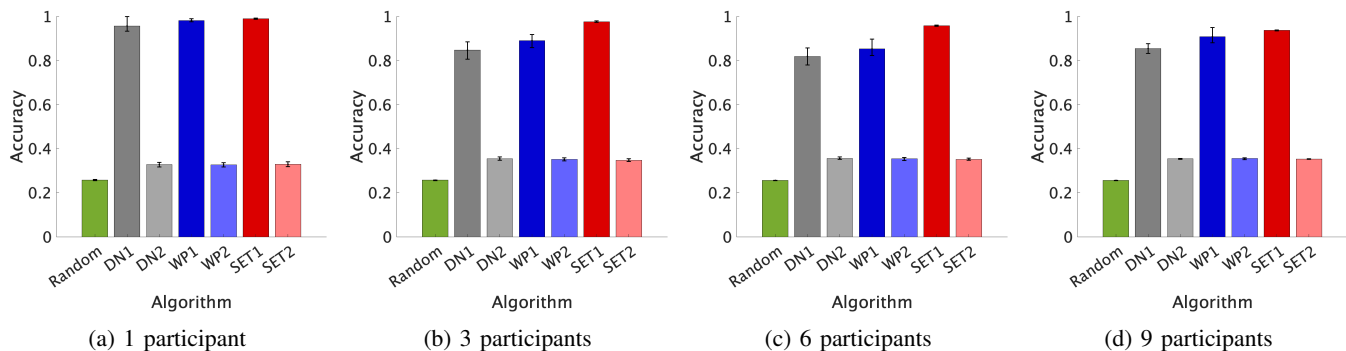 1
0.8
0.6
0.4
0.2
0
Accuracy
Random
DN1
DN2
WP1
WP2
SET1
SET2
Algorithm
(a) 1 participant
1
0.8
0.6
0.4
0.2
0
Accuracy
Random
DN1
DN2
WP1
WP2
SET1
SET2
Algorithm
(b) 3 participants
1
0.8
0.6
0.4
0.2
0
Accuracy
Random
DN1
DN2
WP1
WP2
SET1
SET2
Algorithm
(c) 6 participants
1
0.8
0.6
0.4
0.2
0
Accuracy
Random
DN1
DN2
WP1
WP2
SET1
SET2
Algorithm
(d) 9 participants